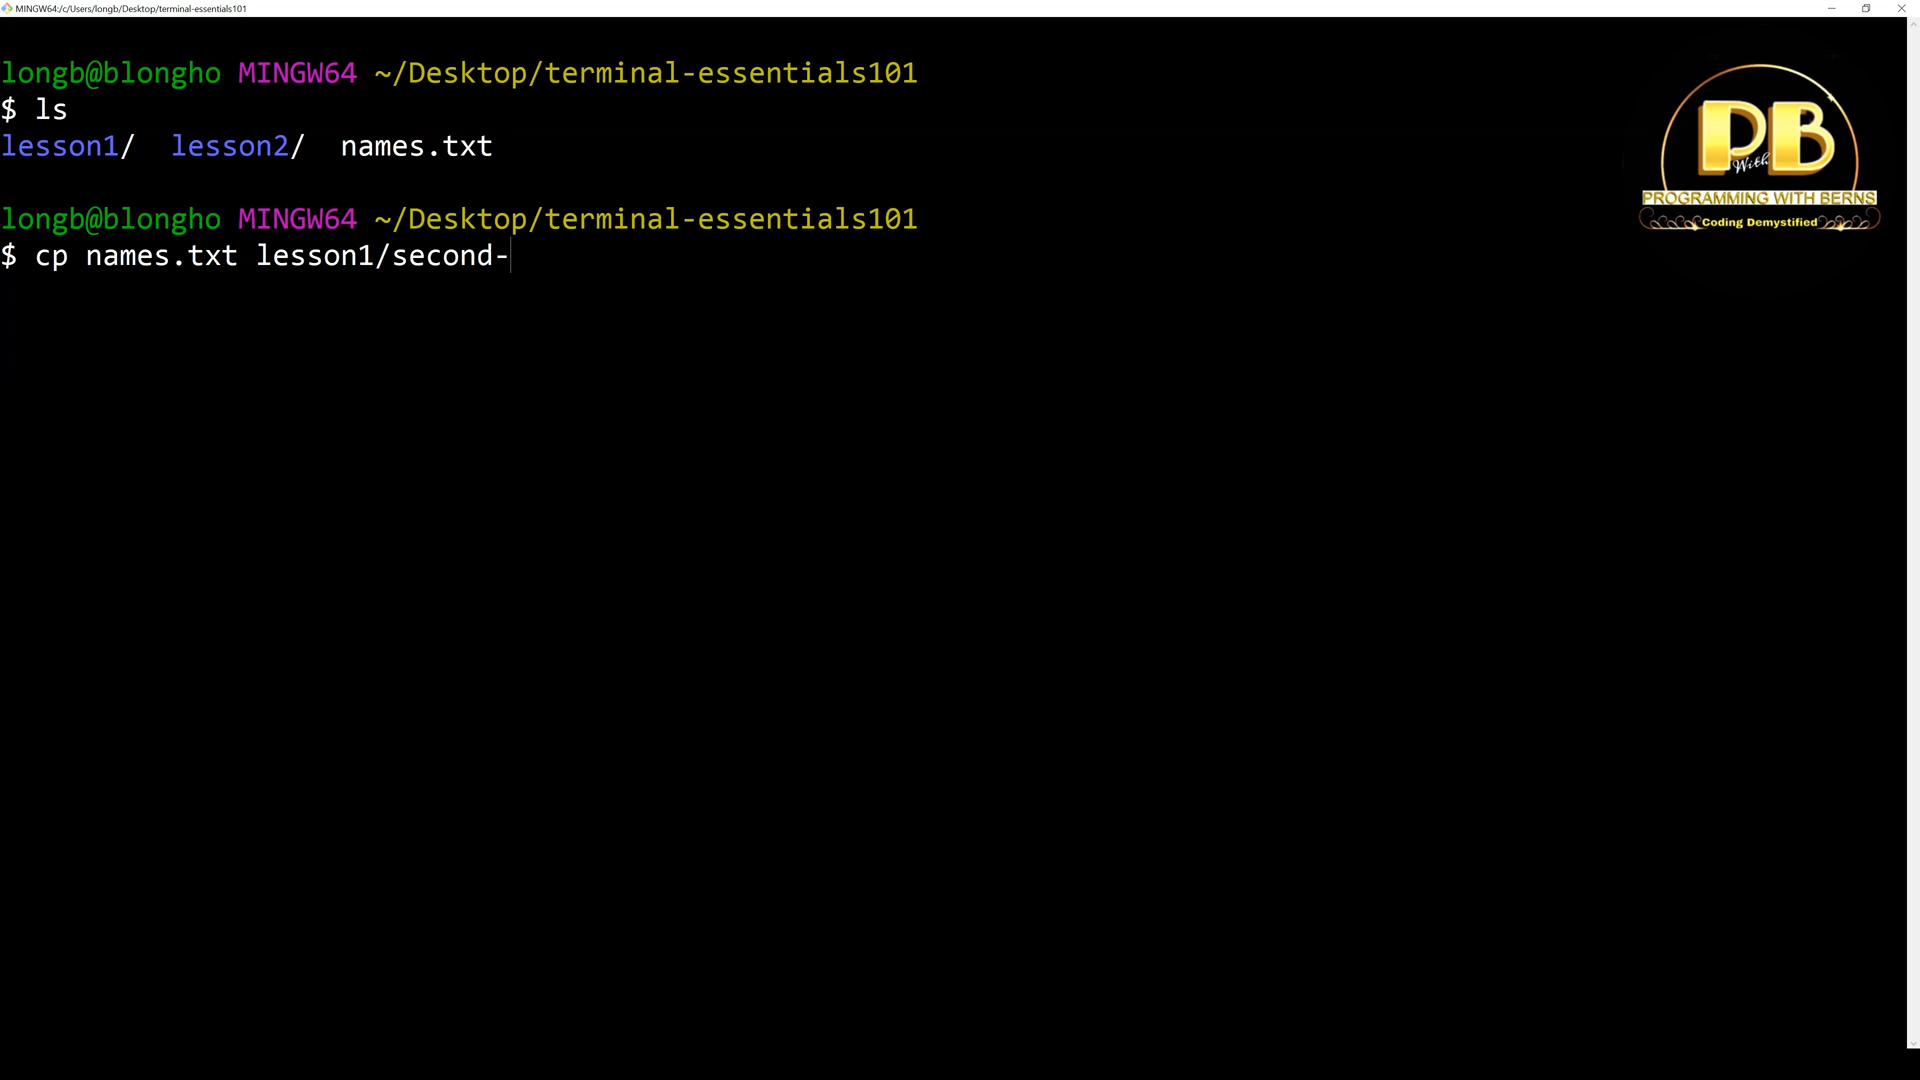 MINGW64:/c/Users/longb/Desktop/terminal-essentials101
longb@blongho MINGW64 ~/Desktop/terminal-essentials101
$ ls
lesson1/  lesson2/  names.txt
longb@blongho MINGW64 ~/Desktop/terminal-essentials101
$ cp names.txt lesson1/second-
PB
With
PROGRAMMING WITH BERNS
Coding Demystified